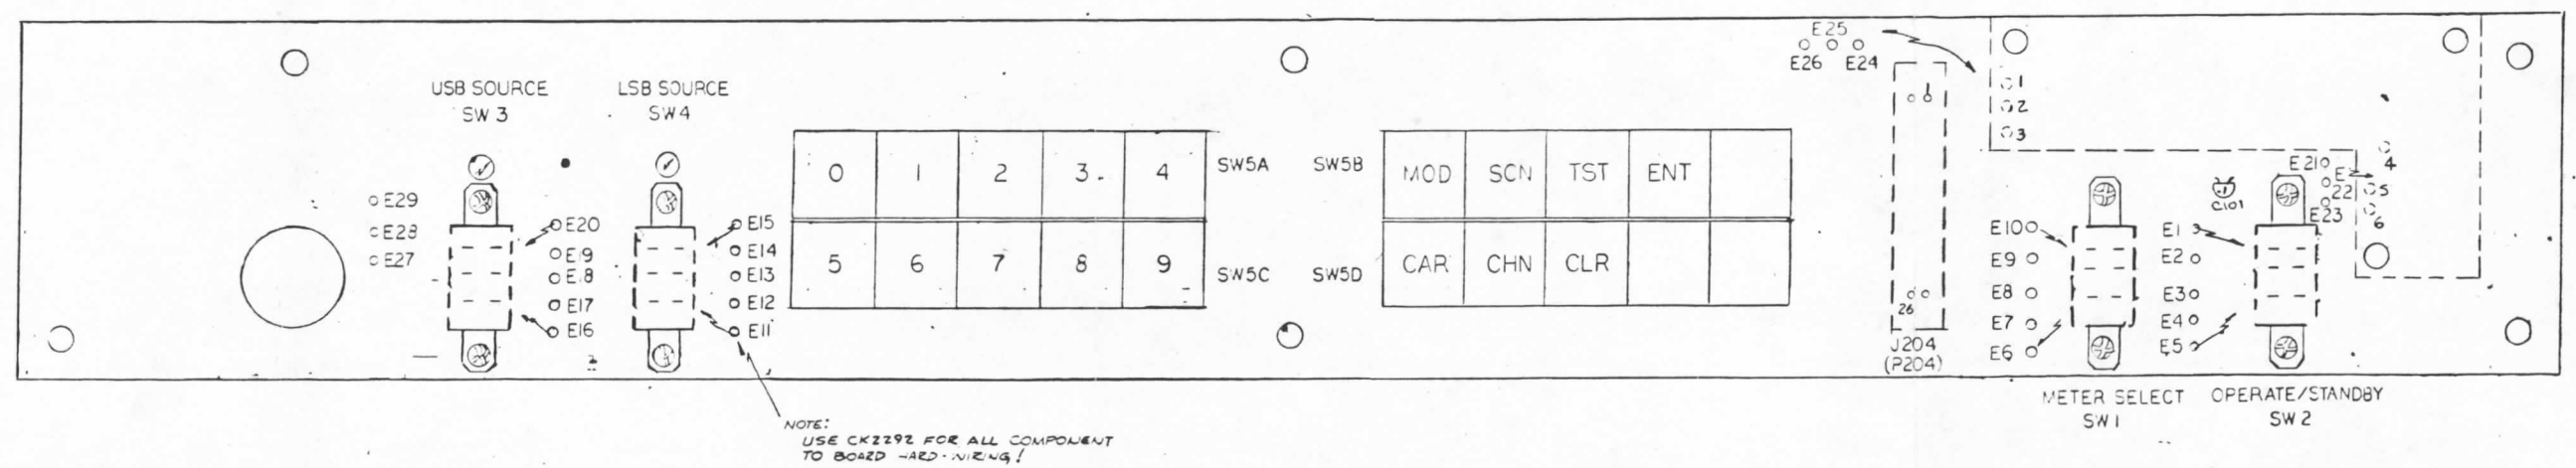 USB SOURCE
SW 3
LSB SOURCE
SW4
E29
E28
E27
E20
E19
E18
E17
E16
E15
E14
E13
E12
E11
0 1 2 3 4
5 6 7 8 9
SW5A
SW5B
SW5C
SW5D
MOD SCN TST ENT
CAR CHN CLR
E25
E26 E24
1
26
J204
(P204)
1
2
3
4
5
6
E21
E22
E23
C101
E10
E9
E8
E7
E6
E1
E2
E3
E4
E5
METER SELECT
SW 1
OPERATE/STANDBY
SW 2
NOTE:
USE CK2292 FOR ALL COMPONENT
TO BOARD HARD-WIRING!